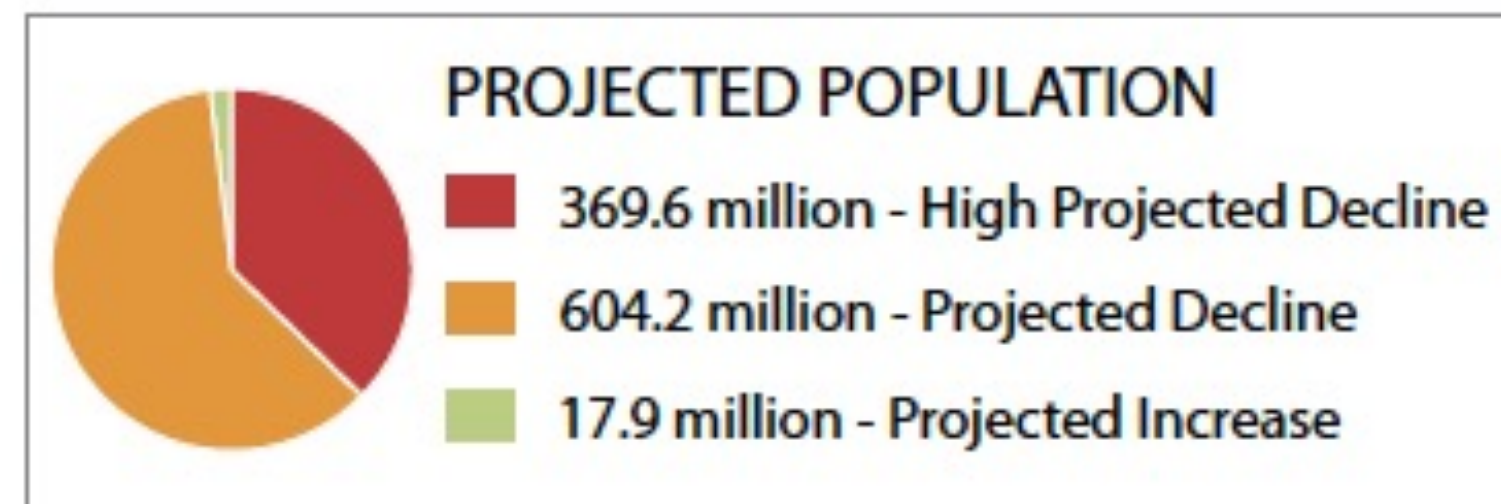 PROJECTED POPULATION
369.6 million - High Projected Decline
604.2 million - Projected Decline
17.9 million - Projected Increase